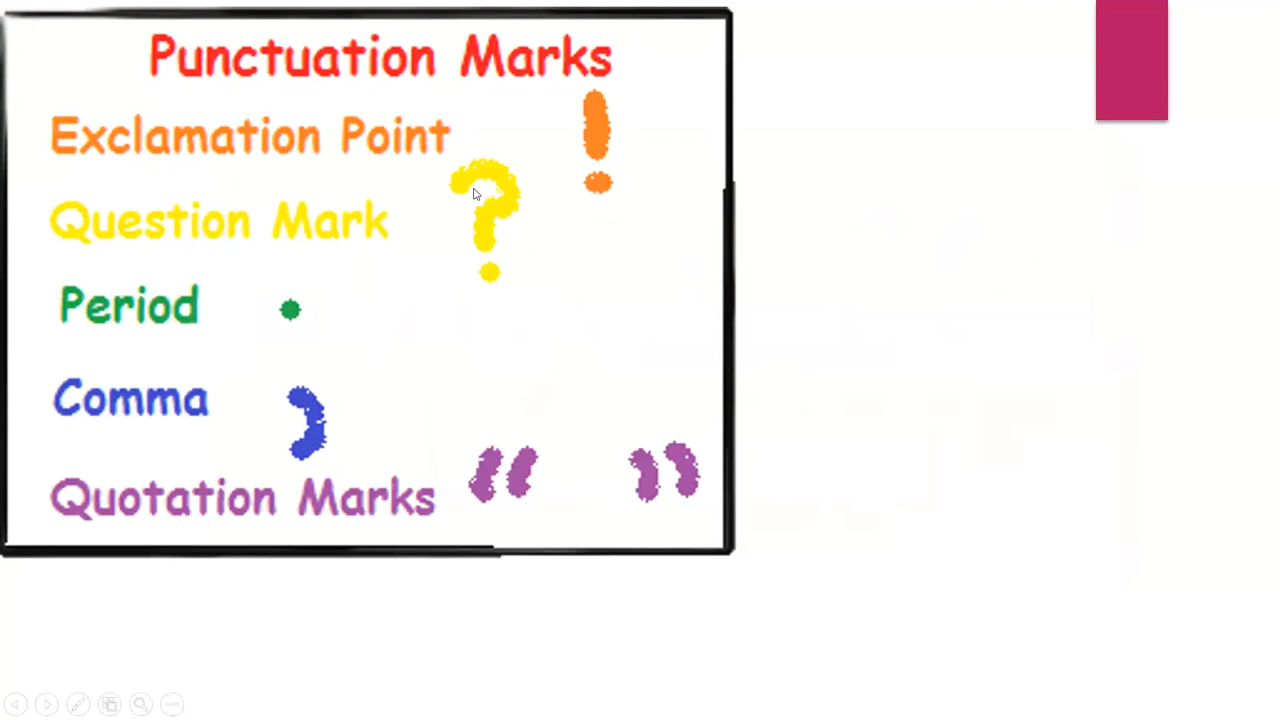 Punctuation Marks
Exclamation Point !
Question Mark ?
Period .
Comma ,
Quotation Marks “ ”